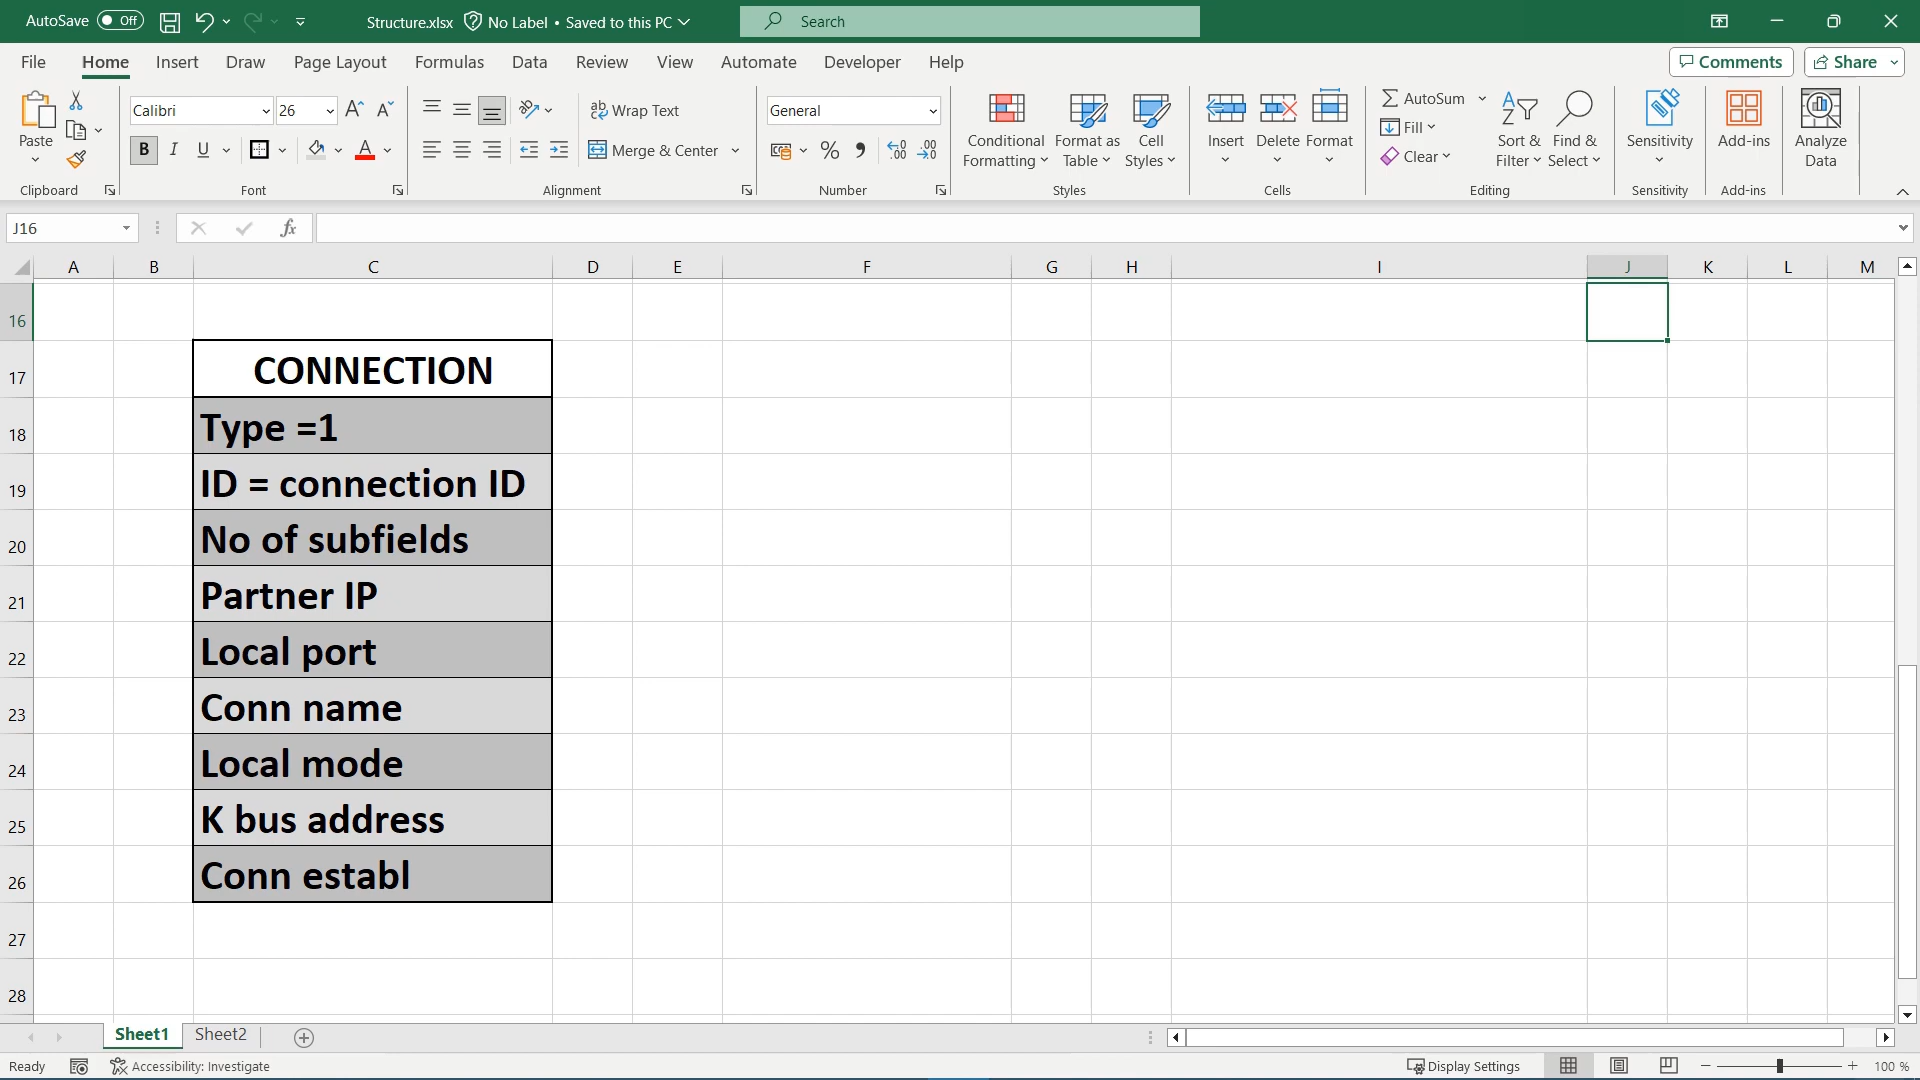 AutoSave Off Structure.xlsx No Label • Saved to this PC Search
File Home Insert Draw Page Layout Formulas Data Review View Automate Developer Help Comments Share
Paste
Clipboard
Calibri 26
B I U A
Font
ab Wrap Text
Merge & Center
Alignment
General
% .00
Number
Conditional Formatting
Format as Table
Cell Styles
Styles
Insert Delete Format
Cells
AutoSum
Fill
Clear
Sort & Filter
Find & Select
Editing
Sensitivity
Sensitivity
Add-ins
Add-ins
Analyze Data
J16 fx
A B C D E F G H I J K L M
16
17 CONNECTION
18 Type =1
19 ID = connection ID
20 No of subfields
21 Partner IP
22 Local port
23 Conn name
24 Local mode
25 K bus address
26 Conn establ
27
28
Sheet1 Sheet2
Ready Accessibility: Investigate Display Settings 100 %